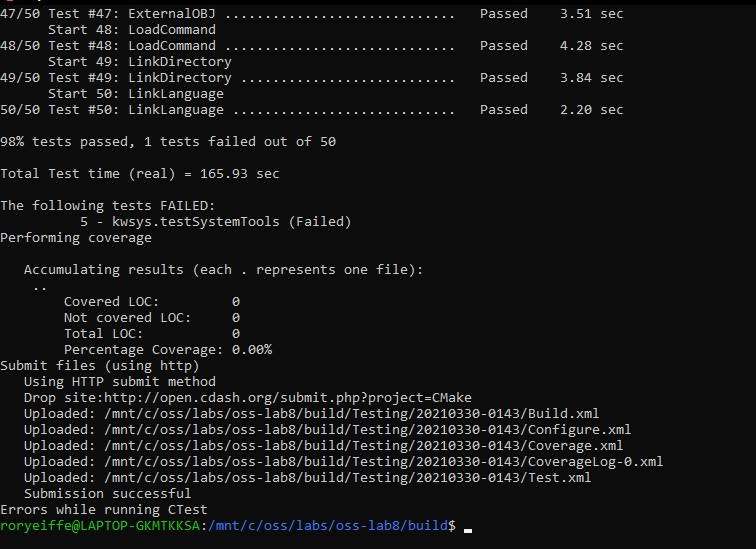 47/50 Test #47: ExternalOBJ ............................. Passed 3.51 sec
Start 48: LoadCommand
48/50 Test #48: LoadCommand ............................. Passed 4.28 sec
Start 49: LinkDirectory
49/50 Test #49: LinkDirectory ........................... Passed 3.84 sec
Start 50: LinkLanguage
50/50 Test #50: LinkLanguage ............................ Passed 2.20 sec
98% tests passed, 1 tests failed out of 50
Total Test time (real) = 165.93 sec
The following tests FAILED:
5 - kwsys.testSystemTools (Failed)
Performing coverage
Accumulating results (each . represents one file):
..
Covered LOC: 0
Not covered LOC: 0
Total LOC: 0
Percentage Coverage: 0.00%
Submit files (using http)
Using HTTP submit method
Drop site:http://open.cdash.org/submit.php?project=CMake
Uploaded: /mnt/c/oss/labs/oss-lab8/build/Testing/20210330-0143/Build.xml
Uploaded: /mnt/c/oss/labs/oss-lab8/build/Testing/20210330-0143/Configure.xml
Uploaded: /mnt/c/oss/labs/oss-lab8/build/Testing/20210330-0143/Coverage.xml
Uploaded: /mnt/c/oss/labs/oss-lab8/build/Testing/20210330-0143/CoverageLog-0.xml
Uploaded: /mnt/c/oss/labs/oss-lab8/build/Testing/20210330-0143/Test.xml
Submission successful
Errors while running CTest
roryeiffe@LAPTOP-GKMTKKSA:/mnt/c/oss/labs/oss-lab8/build$